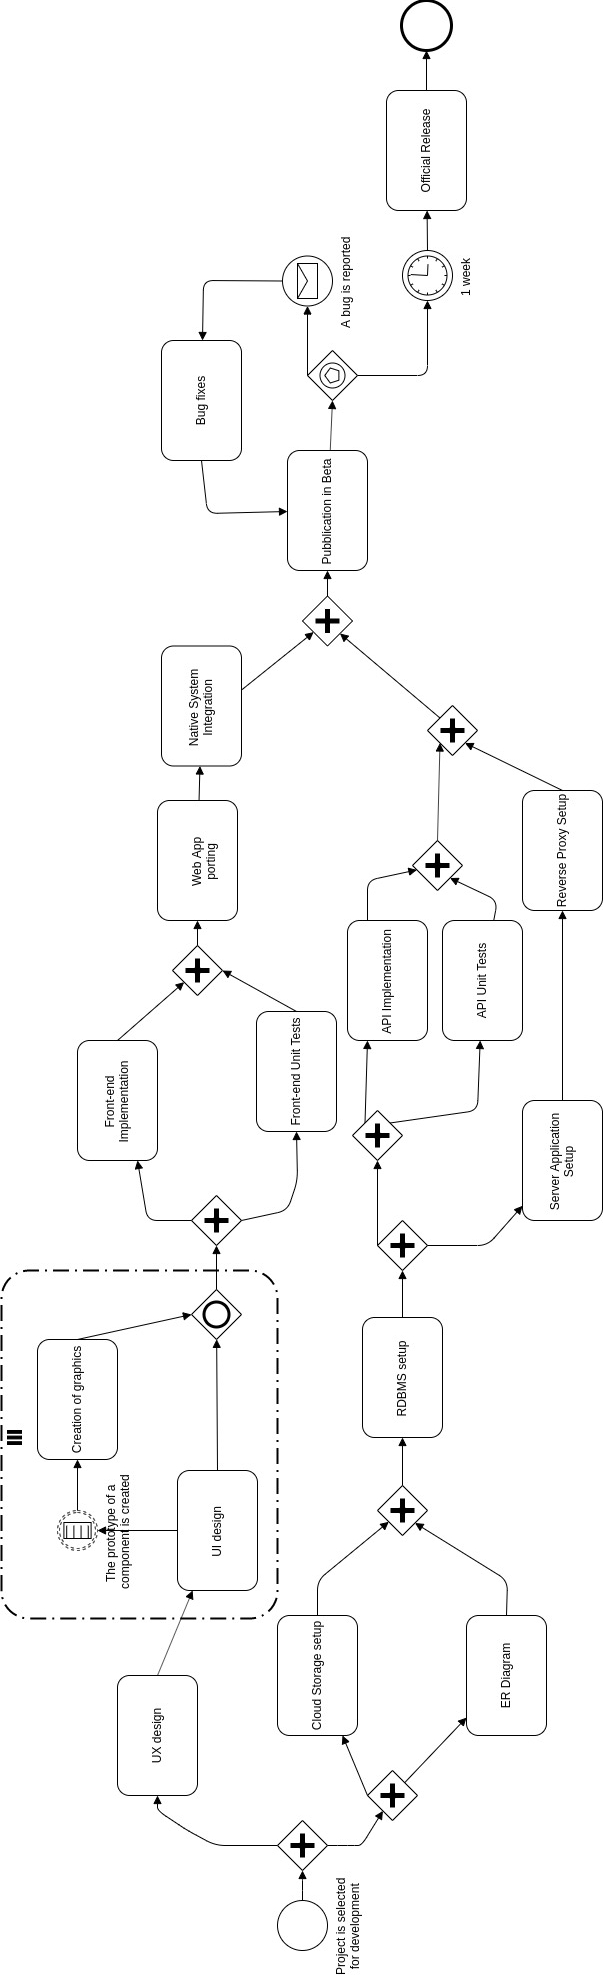 Project is selected
for development
UX design
Cloud Storage setup
ER Diagram
UI design
The prototype of a
component is created
Creation of graphics
RDBMS setup
Front-end
Implementation
Front-end Unit Tests
Server Application
Setup
API Implementation
API Unit Tests
Reverse Proxy Setup
Web App
porting
Native System
Integration
Pubblication in Beta
Bug fixes
A bug is reported
1 week
Official Release